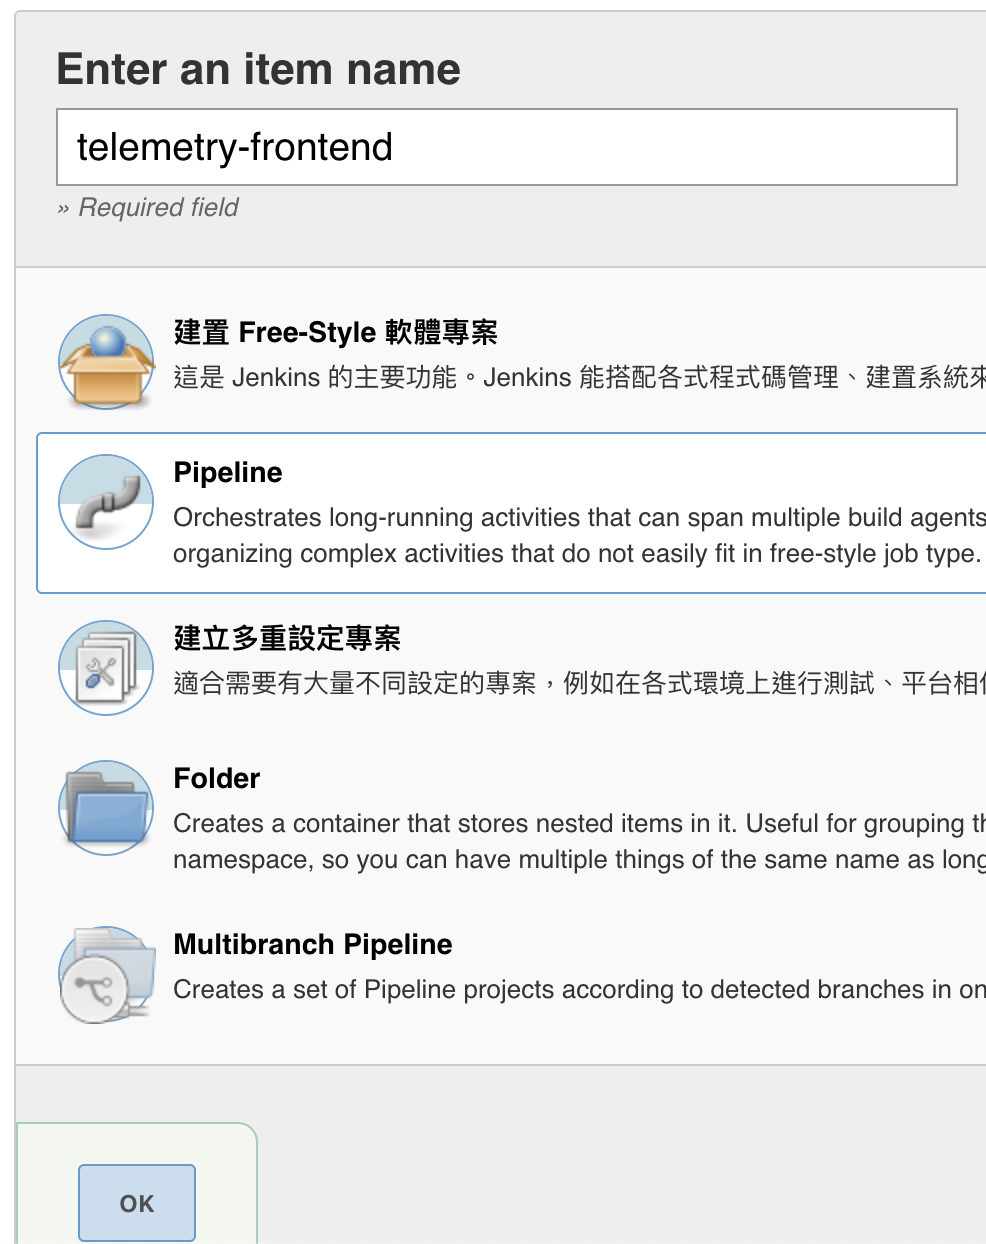 Enter an item name
telemetry-frontend
» Required field
建置 Free-Style 軟體專案
這是 Jenkins 的主要功能。Jenkins 能搭配各式程式碼管理、建置系統來
Pipeline
Orchestrates long-running activities that can span multiple build agents
organizing complex activities that do not easily fit in free-style job type.
建立多重設定專案
適合需要有大量不同設定的專案，例如在各式環境上進行測試、平台相
Folder
Creates a container that stores nested items in it. Useful for grouping
namespace, so you can have multiple things of the same name as long
Multibranch Pipeline
Creates a set of Pipeline projects according to detected branches in
OK